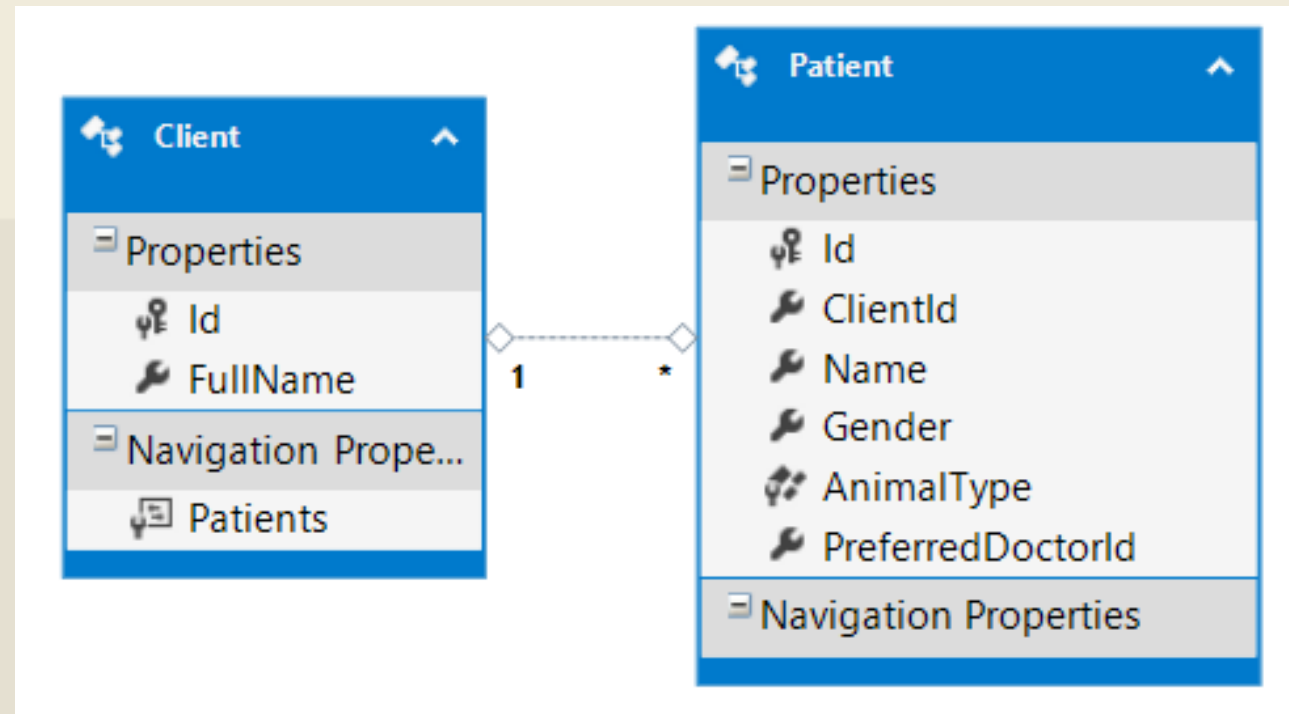 Client
Properties
Id
FullName
Navigation Prope...
Patients
1 *
Patient
Properties
Id
ClientId
Name
Gender
AnimalType
PreferredDoctorId
Navigation Properties